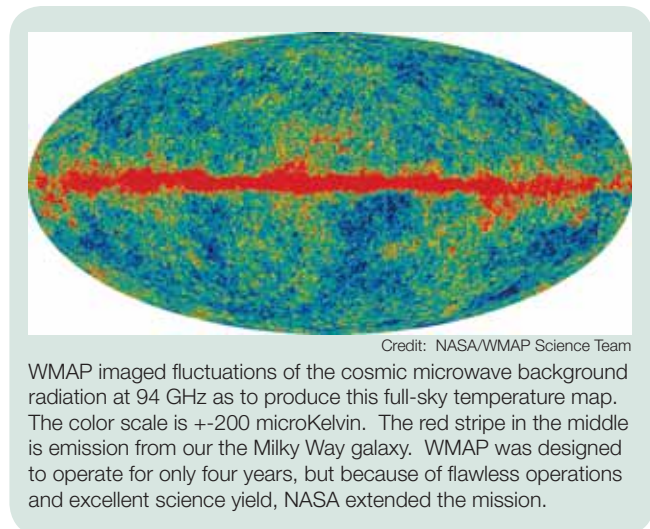 Credit: NASA/WMAP Science Team
WMAP imaged fluctuations of the cosmic microwave background
radiation at 94 GHz as to produce this full-sky temperature map.
The color scale is +-200 microKelvin. The red stripe in the middle
is emission from our the Milky Way galaxy. WMAP was designed
to operate for only four years, but because of flawless operations
and excellent science yield, NASA extended the mission.